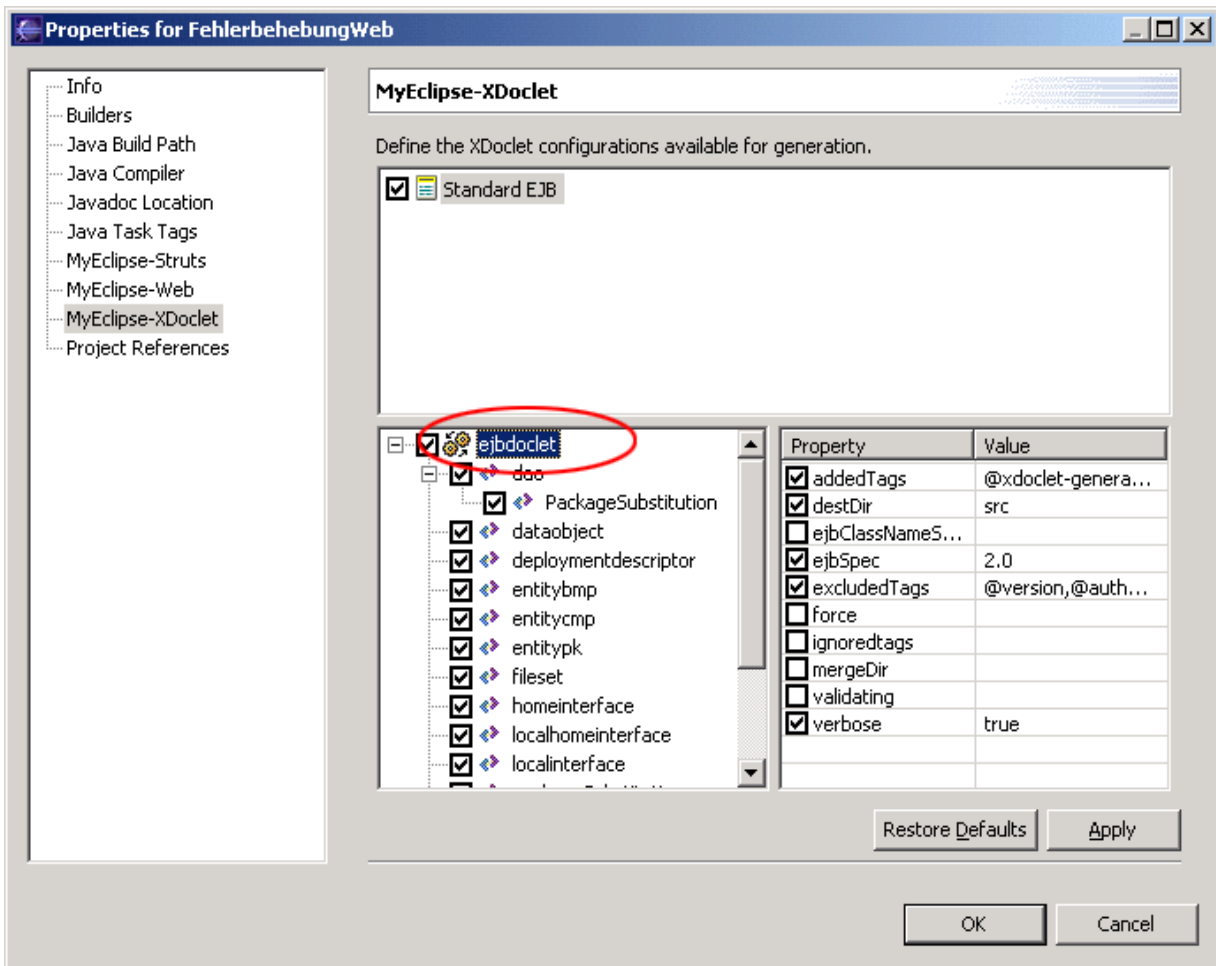 Properties for FehlerbehebungWeb
Info
Builders
Java Build Path
Java Compiler
Javadoc Location
Java Task Tags
MyEclipse-Struts
MyEclipse-Web
MyEclipse-XDoclet
Project References
MyEclipse-XDoclet
Define the XDoclet configurations available for generation.
Standard EJB
ejbdoclet
dao
PackageSubstitution
dataobject
deploymentdescriptor
entitybmp
entitycmp
entitypk
fileset
homeinterface
localhomeinterface
localinterface
Property Value
addedTags @xdoclet-genera...
destDir src
ejbClassNameS...
ejbSpec 2.0
excludedTags @version,@auth...
force
ignoredtags
mergeDir
validating
verbose true
Restore Defaults Apply
OK Cancel